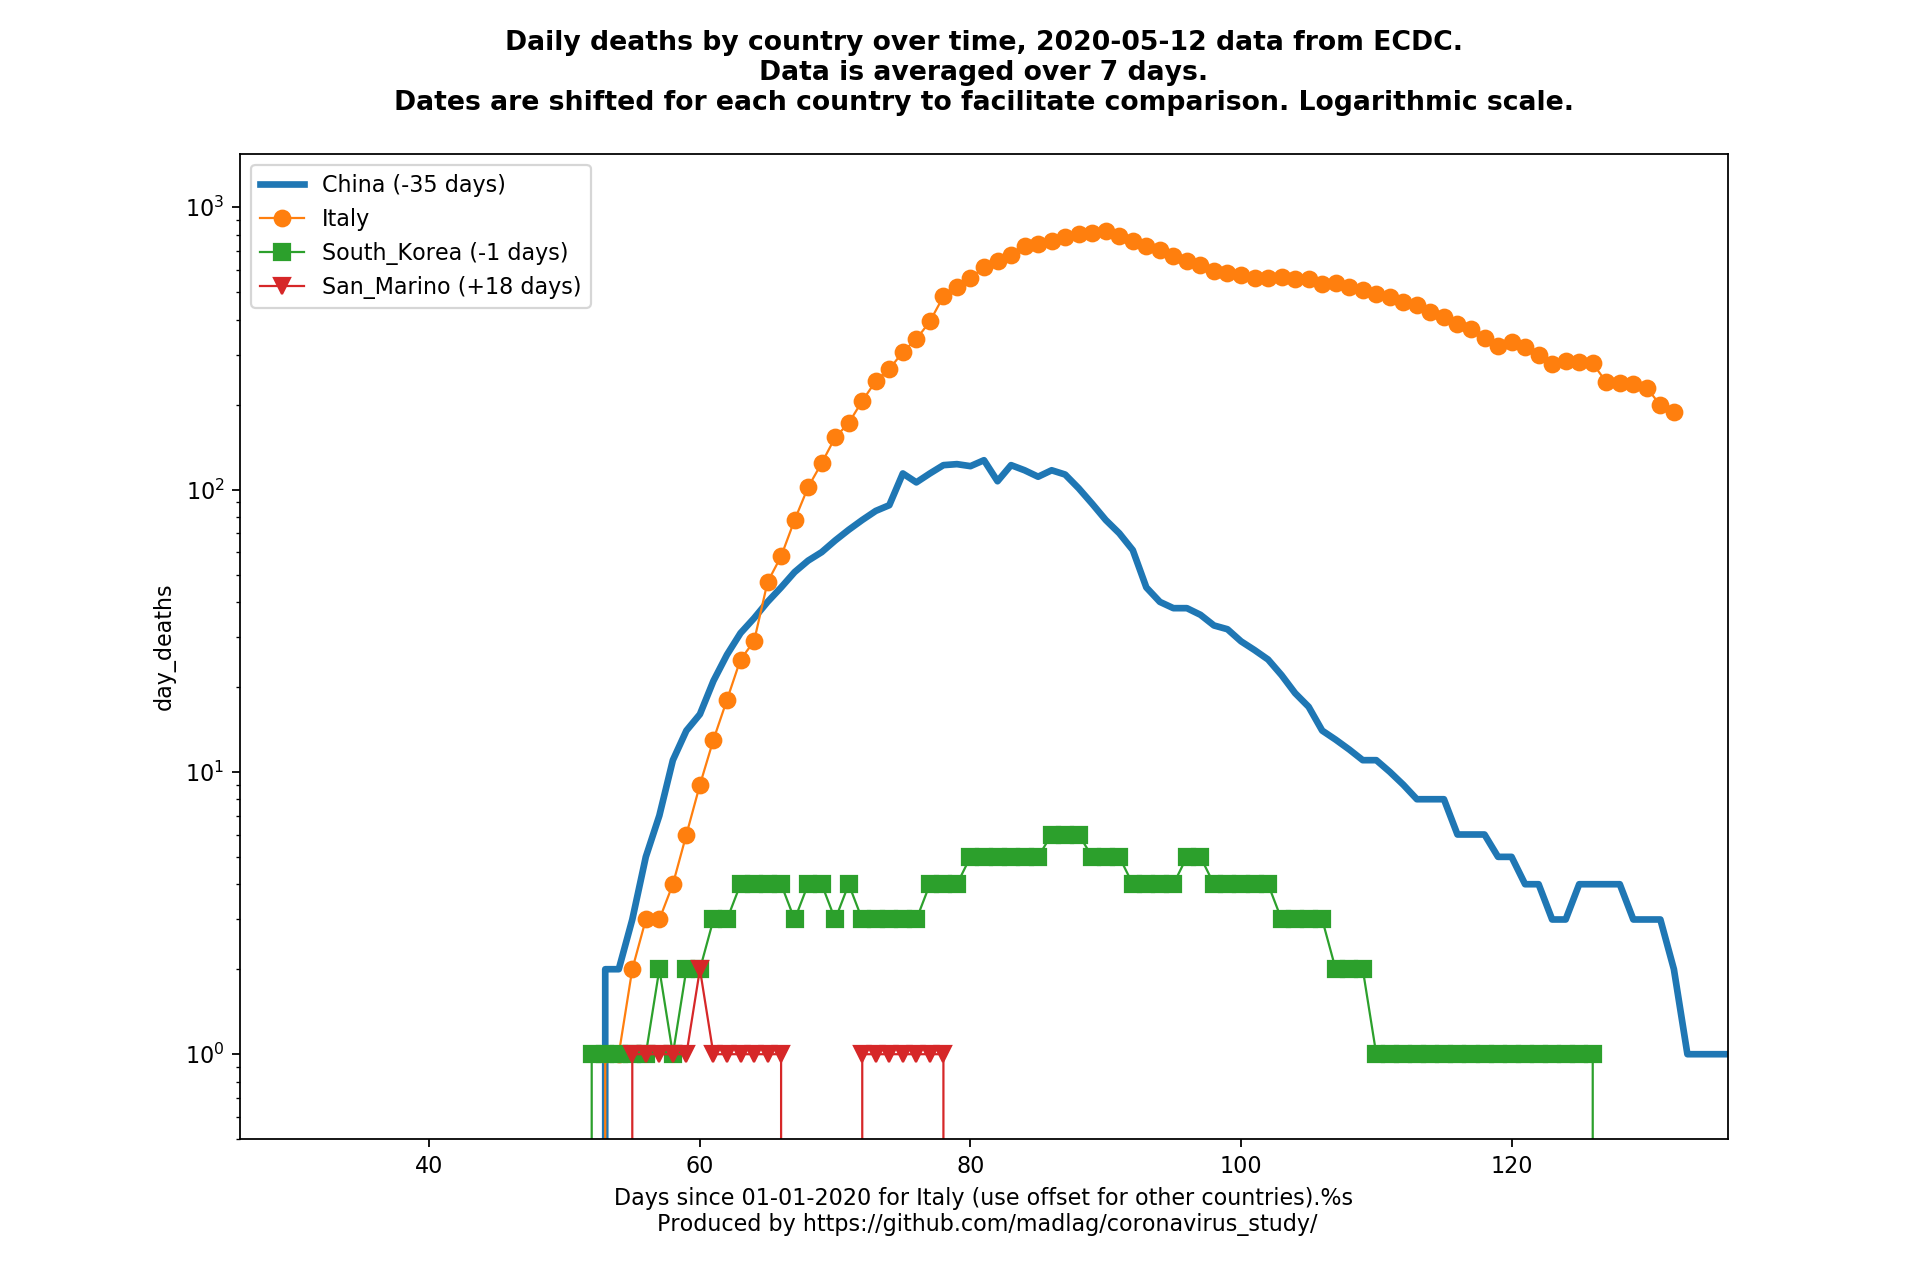 Daily deaths by country over time, 2020-05-12 data from ECDC.
Data is averaged over 7 days.
Dates are shifted for each country to facilitate comparison. Logarithmic scale.
China (-35 days)
Italy
South_Korea (-1 days)
San_Marino (+18 days)
10³
10²
10¹
10⁰
day_deaths
40 60 80 100 120
Days since 01-01-2020 for Italy (use offset for other countries).%s
Produced by https://github.com/madlag/coronavirus_study/